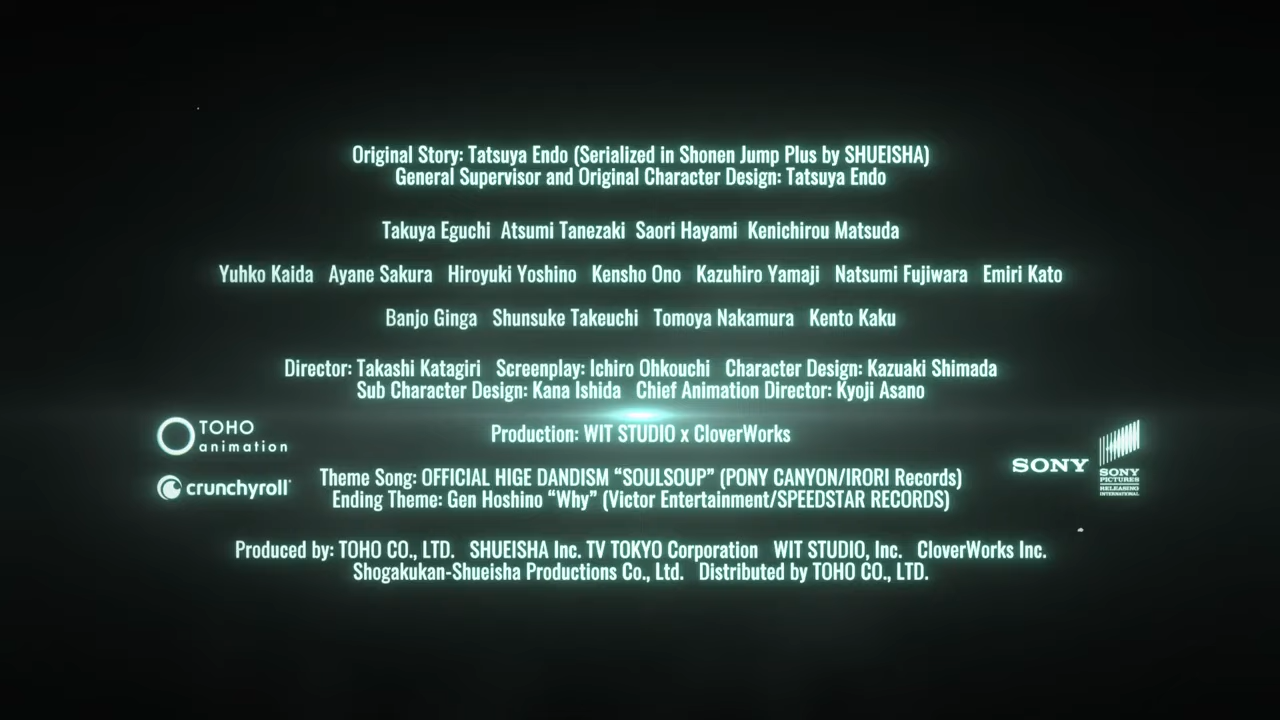 Original Story: Tatsuya Endo (Serialized in Shonen Jump Plus by SHUEISHA)
General Supervisor and Original Character Design: Tatsuya Endo
Takuya Eguchi Atsumi Tanezaki Saori Hayami Kenichirou Matsuda
Yuhko Kaida Ayane Sakura Hiroyuki Yoshino Kensho Ono Kazuhiro Yamaji Natsumi Fujiwara Emiri Kato
Banjo Ginga Shunsuke Takeuchi Tomoya Nakamura Kento Kaku
Director: Takashi Katagiri Screenplay: Ichiro Ohkouchi Character Design: Kazuaki Shimada
Sub Character Design: Kana Ishida Chief Animation Director: Kyoji Asano
Production: WIT STUDIO x CloverWorks
Theme Song: OFFICIAL HIGE DANDISM “SOULSOUP” (PONY CANYON/IRORI Records)
Ending Theme: Gen Hoshino “Why” (Victor Entertainment/SPEEDSTAR RECORDS)
Produced by: TOHO CO., LTD. SHUEISHA Inc. TV TOKYO Corporation WIT STUDIO, Inc. CloverWorks Inc.
Shogakukan-Shueisha Productions Co., Ltd. Distributed by TOHO CO., LTD.
TOHO
animation
crunchyroll
SONY
SONY
PICTURES
RELEASING
INTERNATIONAL